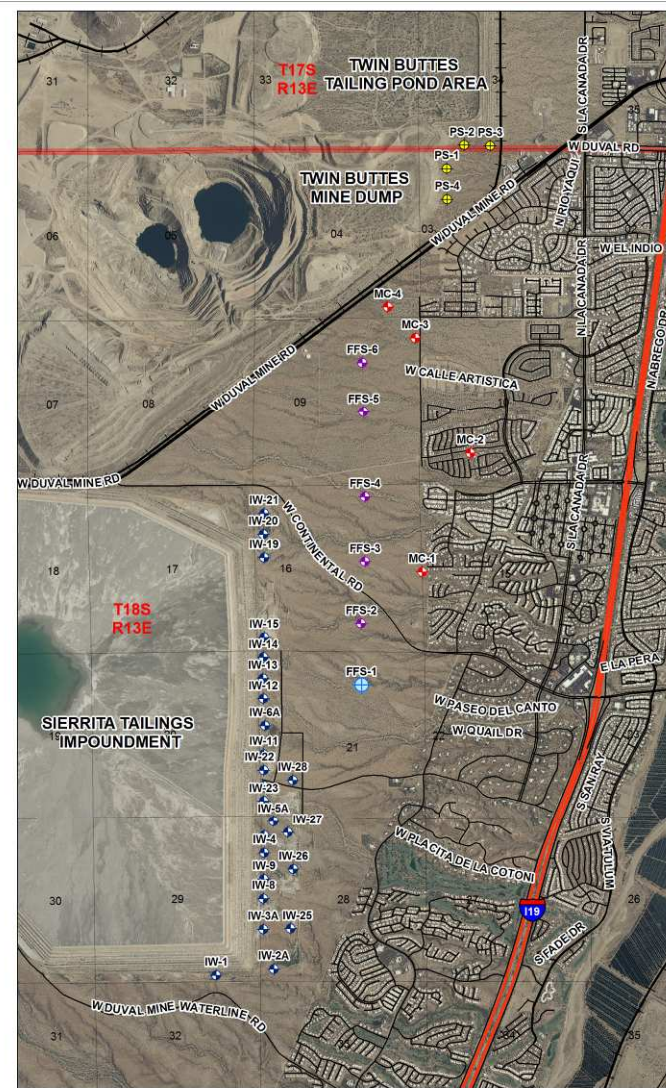 31
32
33
T17S
R13E
TWIN BUTTES
TAILING POND AREA
34
35
S LA CANADA DR
PS-2
PS-3
W DUVAL RD
PS-1
TWIN BUTTES
MINE DUMP
PS-4
N RIO YAQUI
W DUVAL MINE RD
06
05
04
03
W EL INDIO
N LA CANADA DR
N ABREGO DR
MC-4
MC-3
FFS-6
W DUVAL MINE RD
W CALLE ARTISTICA
07
08
09
FFS-5
MC-2
W DUVAL MINE RD
FFS-4
S LA CANADA DR
IW-21
IW-20
IW-19
W CONTINENTAL RD
FFS-3
MC-1
18
17
16
15
14
T18S
R13E
FFS-2
IW-15
IW-14
IW-13
IW-12
FFS-1
E LA PERA
W PASEO DEL CANTO
IW-6A
SIERRITA TAILINGS
IMPOUNDMENT
19
20
21
22
23
W QUAIL DR
IW-11
IW-22
IW-28
S SAN RAY
IW-23
IW-5A
IW-27
S VIA TULUM
IW-4
W PLACITA DE LA COTONI
IW-9
IW-26
IW-8
30
29
28
26
I19
IW-3A
IW-25
S FADE DR
IW-1
IW-2A
W DUVAL MINE WATERLINE RD
31
32
33
34
35